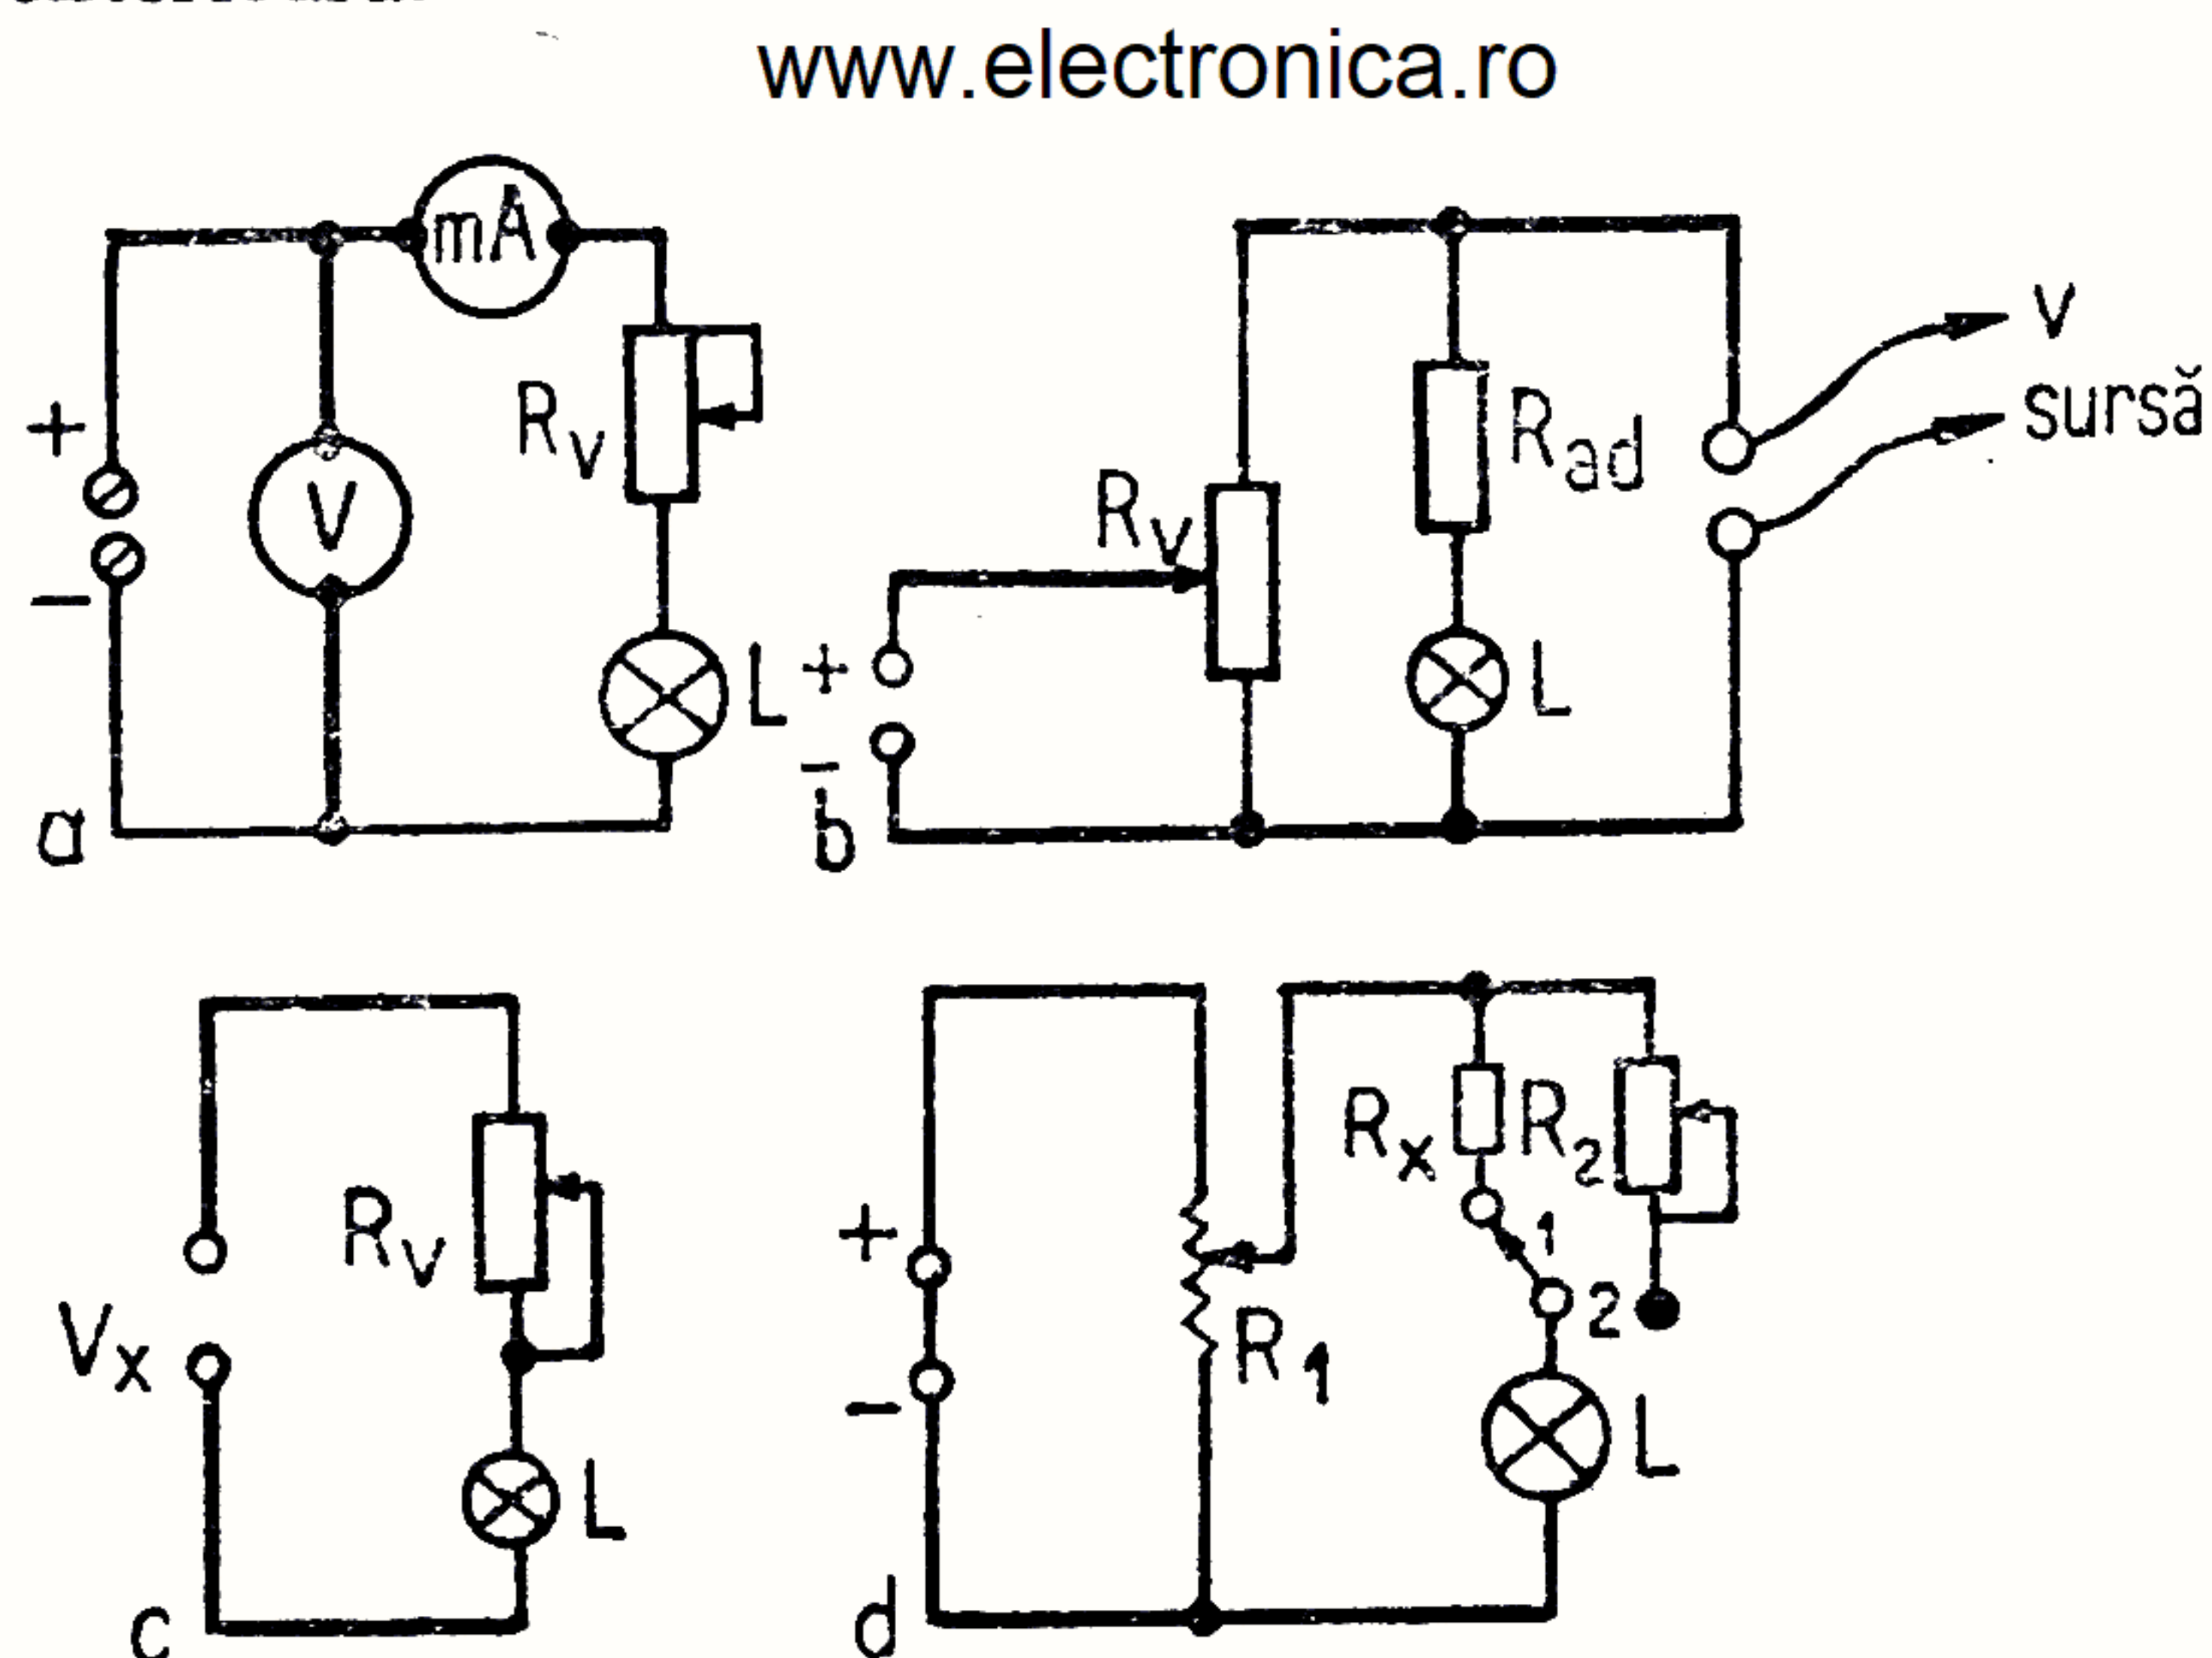 www.electronica.ro
mA
+
V
-
Rv
L
a
Rv
Rad
V
sursă
+
-
L
b
Vx
Rv
L
c
+
-
R1
Rx
R2
1
2
L
d